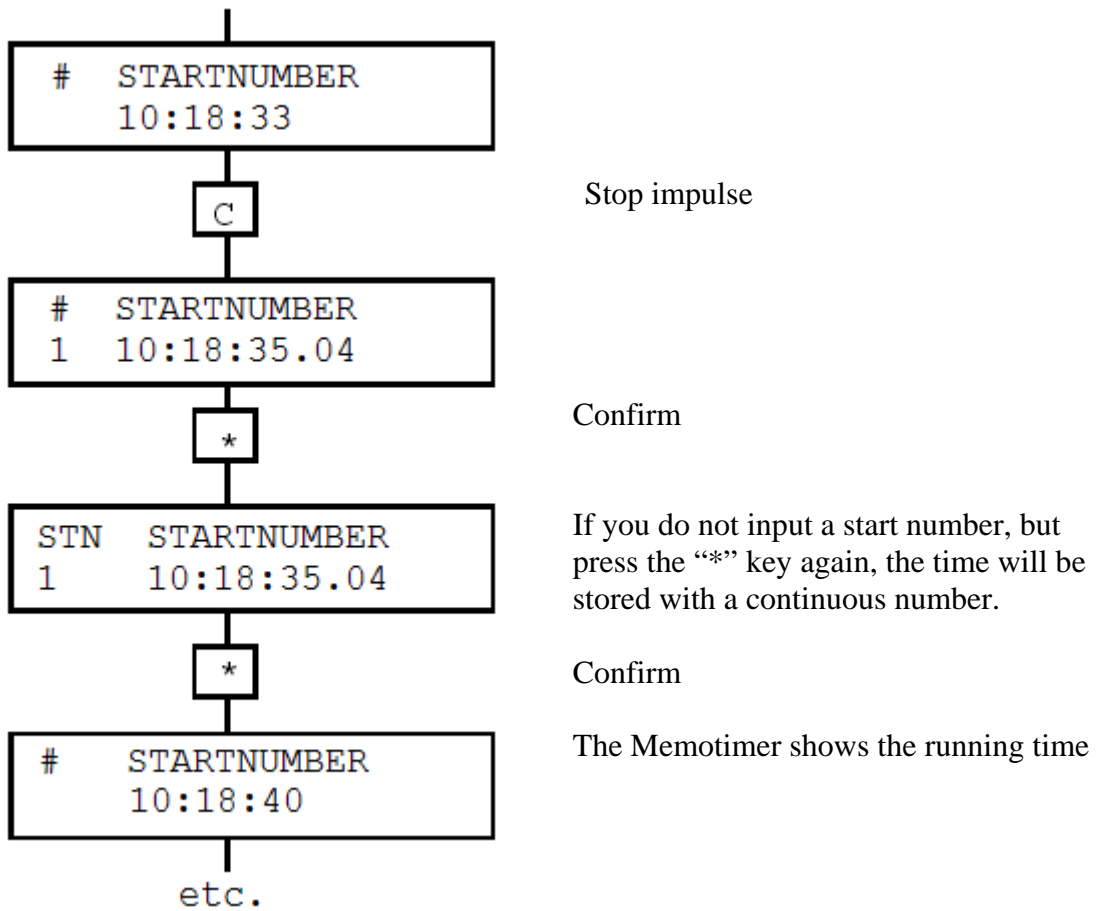 # STARTNUMBER
10:18:33
C
Stop impulse
# STARTNUMBER
1 10:18:35.04
*
Confirm
STN STARTNUMBER
1 10:18:35.04
If you do not input a start number, but
press the “*” key again, the time will be
stored with a continuous number.
*
Confirm
# STARTNUMBER
10:18:40
The Memotimer shows the running time
etc.